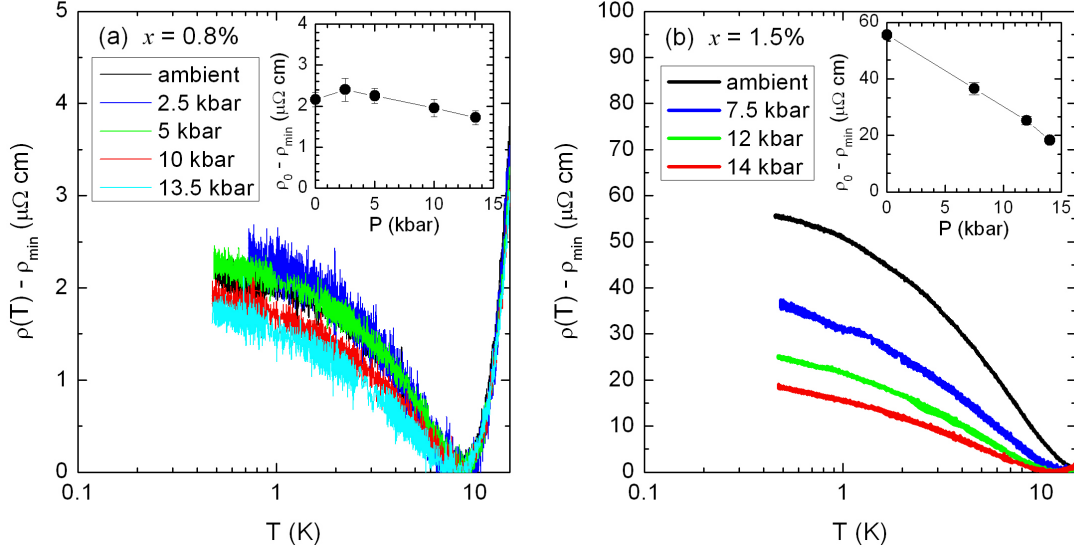 (a) x = 0.8%
ambient
2.5 kbar
5 kbar
10 kbar
13.5 kbar
ρ(T) - ρmin (μΩ cm)
5
4
3
2
1
0
0.1
1
10
T (K)
ρ0 - ρmin (μΩ cm)
4
3
2
1
0
0
5
10
15
P (kbar)
(b) x = 1.5%
ambient
7.5 kbar
12 kbar
14 kbar
ρ(T) - ρmin (μΩ cm)
100
90
80
70
60
50
40
30
20
10
0
0.1
1
10
T (K)
ρ0 - ρmin (μΩ cm)
60
40
20
0
0
5
10
15
P (kbar)